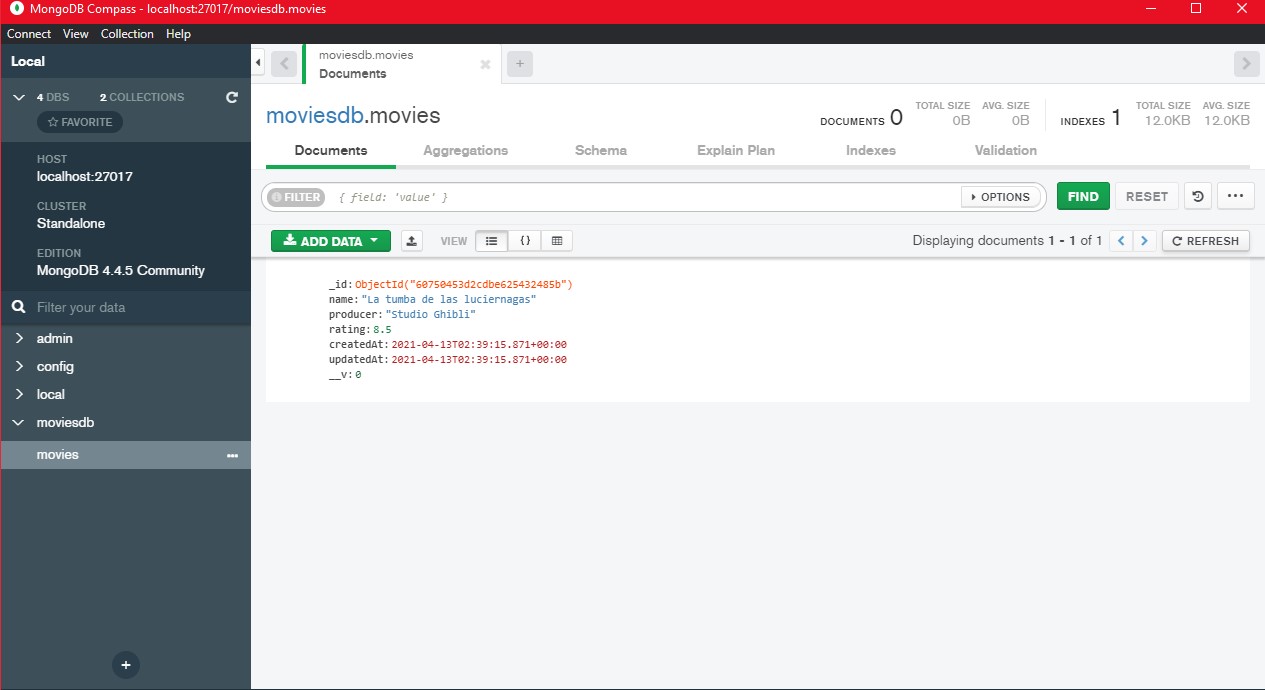 MongoDB Compass - localhost:27017/moviesdb.movies
Connect View Collection Help
Local
4 DBS 2 COLLECTIONS
FAVORITE
HOST
localhost:27017
CLUSTER
Standalone
EDITION
MongoDB 4.4.5 Community
Filter your data
admin
config
local
moviesdb
movies
moviesdb.movies
Documents
moviesdb.movies
DOCUMENTS 0 TOTAL SIZE 0B AVG. SIZE 0B
INDEXES 1 TOTAL SIZE 12.0KB AVG. SIZE 12.0KB
Documents Aggregations Schema Explain Plan Indexes Validation
FILTER { field: 'value' } OPTIONS FIND RESET
ADD DATA VIEW {} Displaying documents 1 - 1 of 1 REFRESH
_id: ObjectId("60750453d2cdbe625432485b")
name: "La tumba de las luciernagas"
producer: "Studio Ghibli"
rating: 8.5
createdAt: 2021-04-13T02:39:15.871+00:00
updatedAt: 2021-04-13T02:39:15.871+00:00
__v: 0